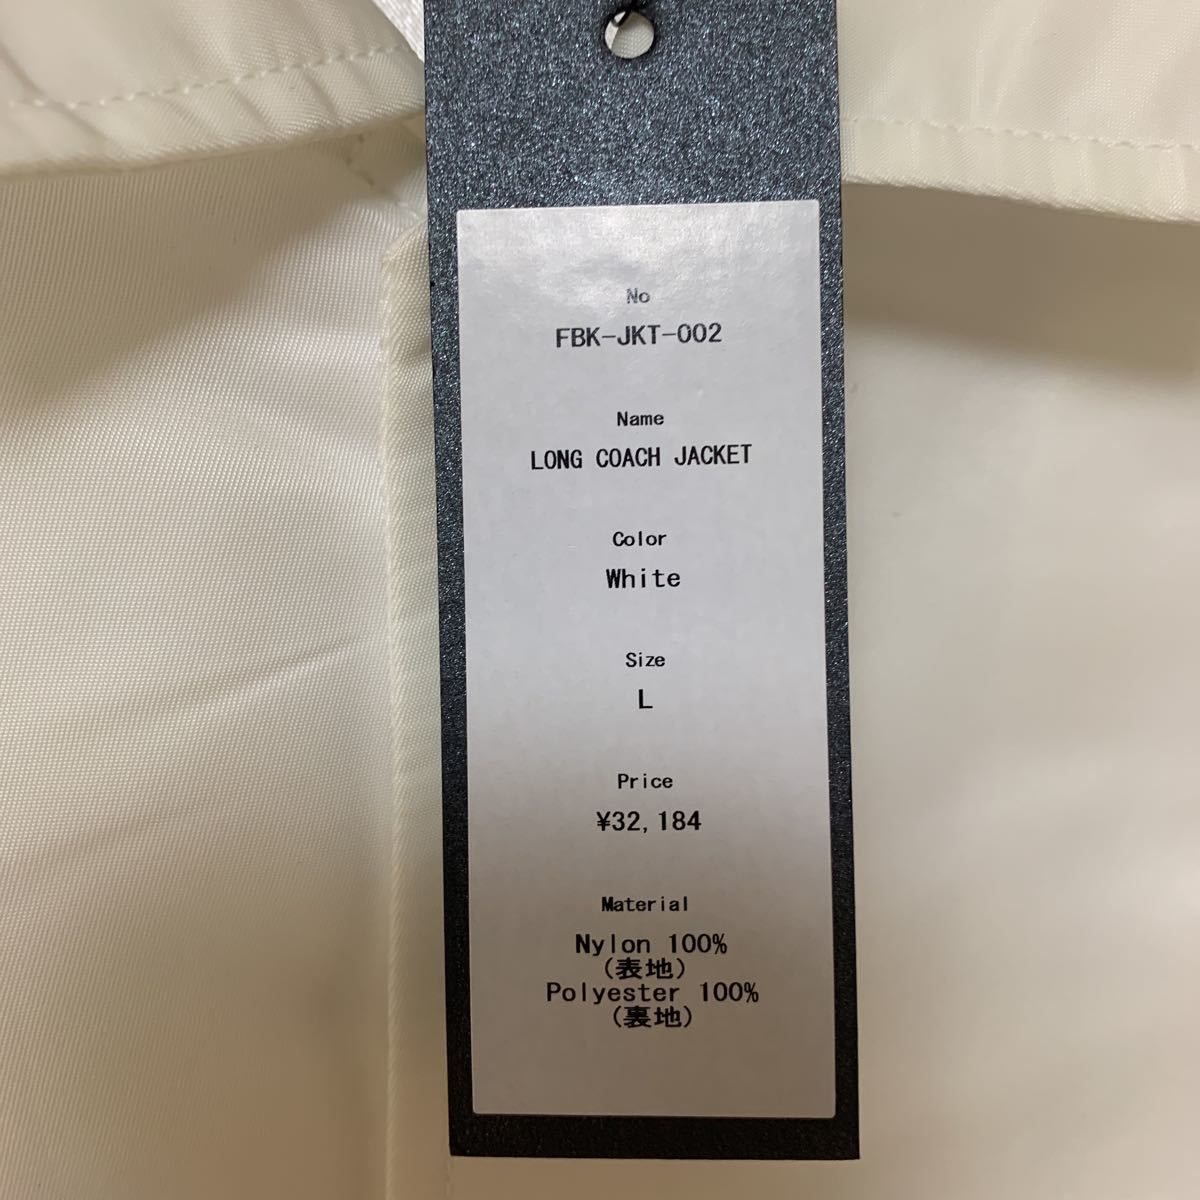 No
FBK-JKT-002
Name
LONG COACH JACKET
Color
White
Size
L
Price
¥32,184
Material
Nylon 100%
(表地)
Polyester 100%
(裏地)